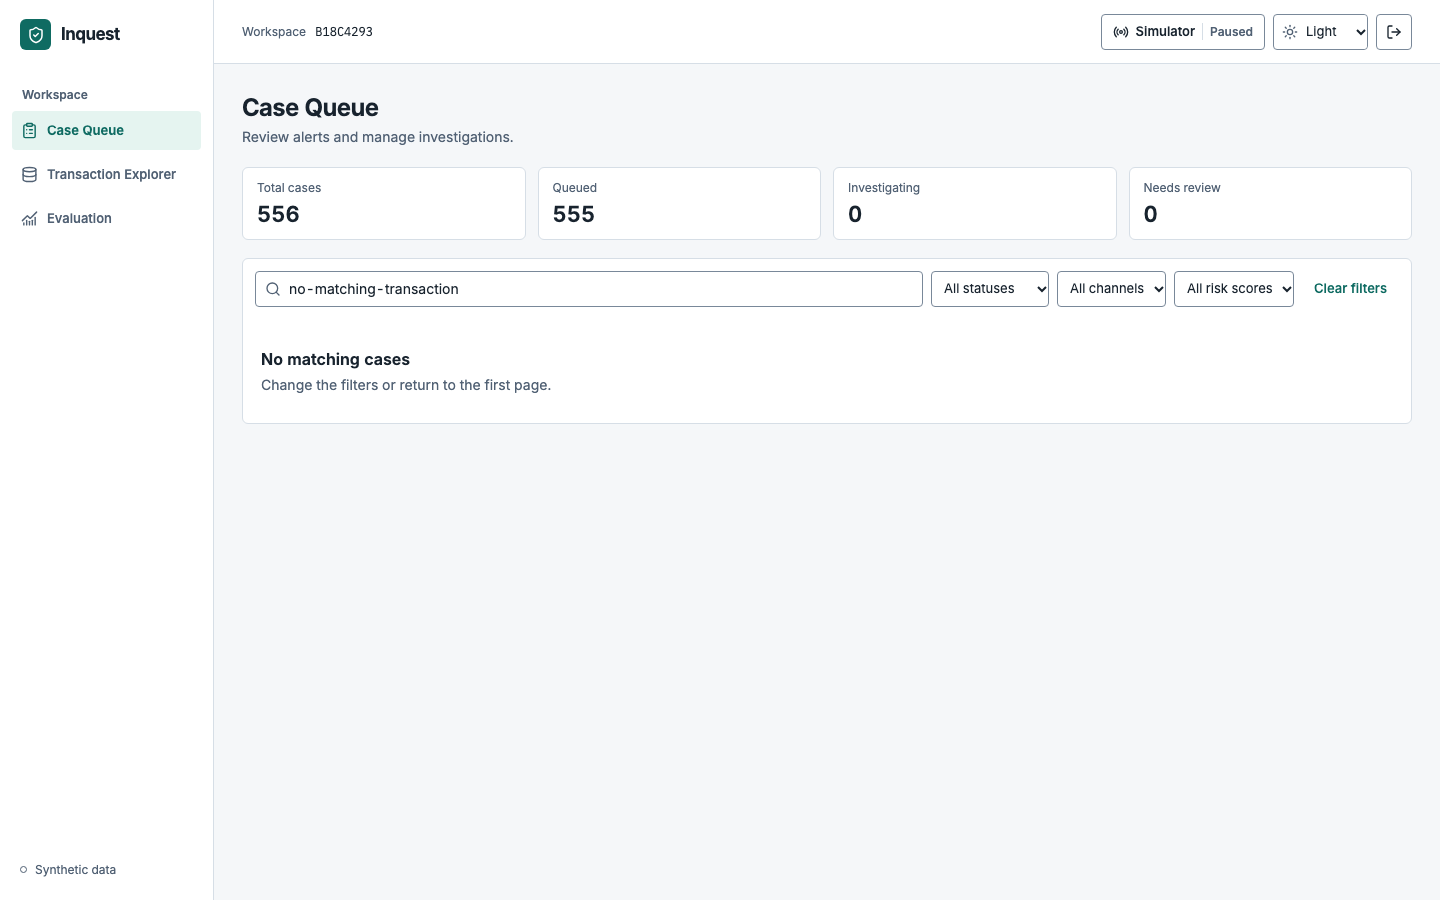 Inquest
Workspace B18C4293
Simulator Paused
Light
Workspace
Case Queue
Transaction Explorer
Evaluation
Case Queue
Review alerts and manage investigations.
Total cases
556
Queued
555
Investigating
0
Needs review
0
no-matching-transaction
All statuses
All channels
All risk scores
Clear filters
No matching cases
Change the filters or return to the first page.
Synthetic data